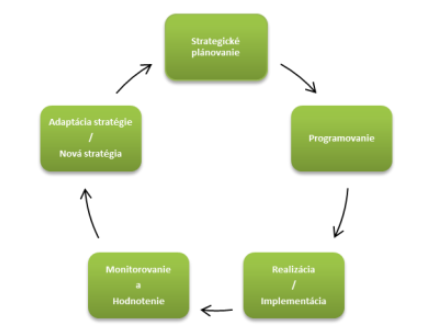 Strategické
plánovanie
Programovanie
Realizácia
/
Implementácia
Monitorovanie
a
Hodnotenie
Adaptácia stratégie
/
Nová stratégia